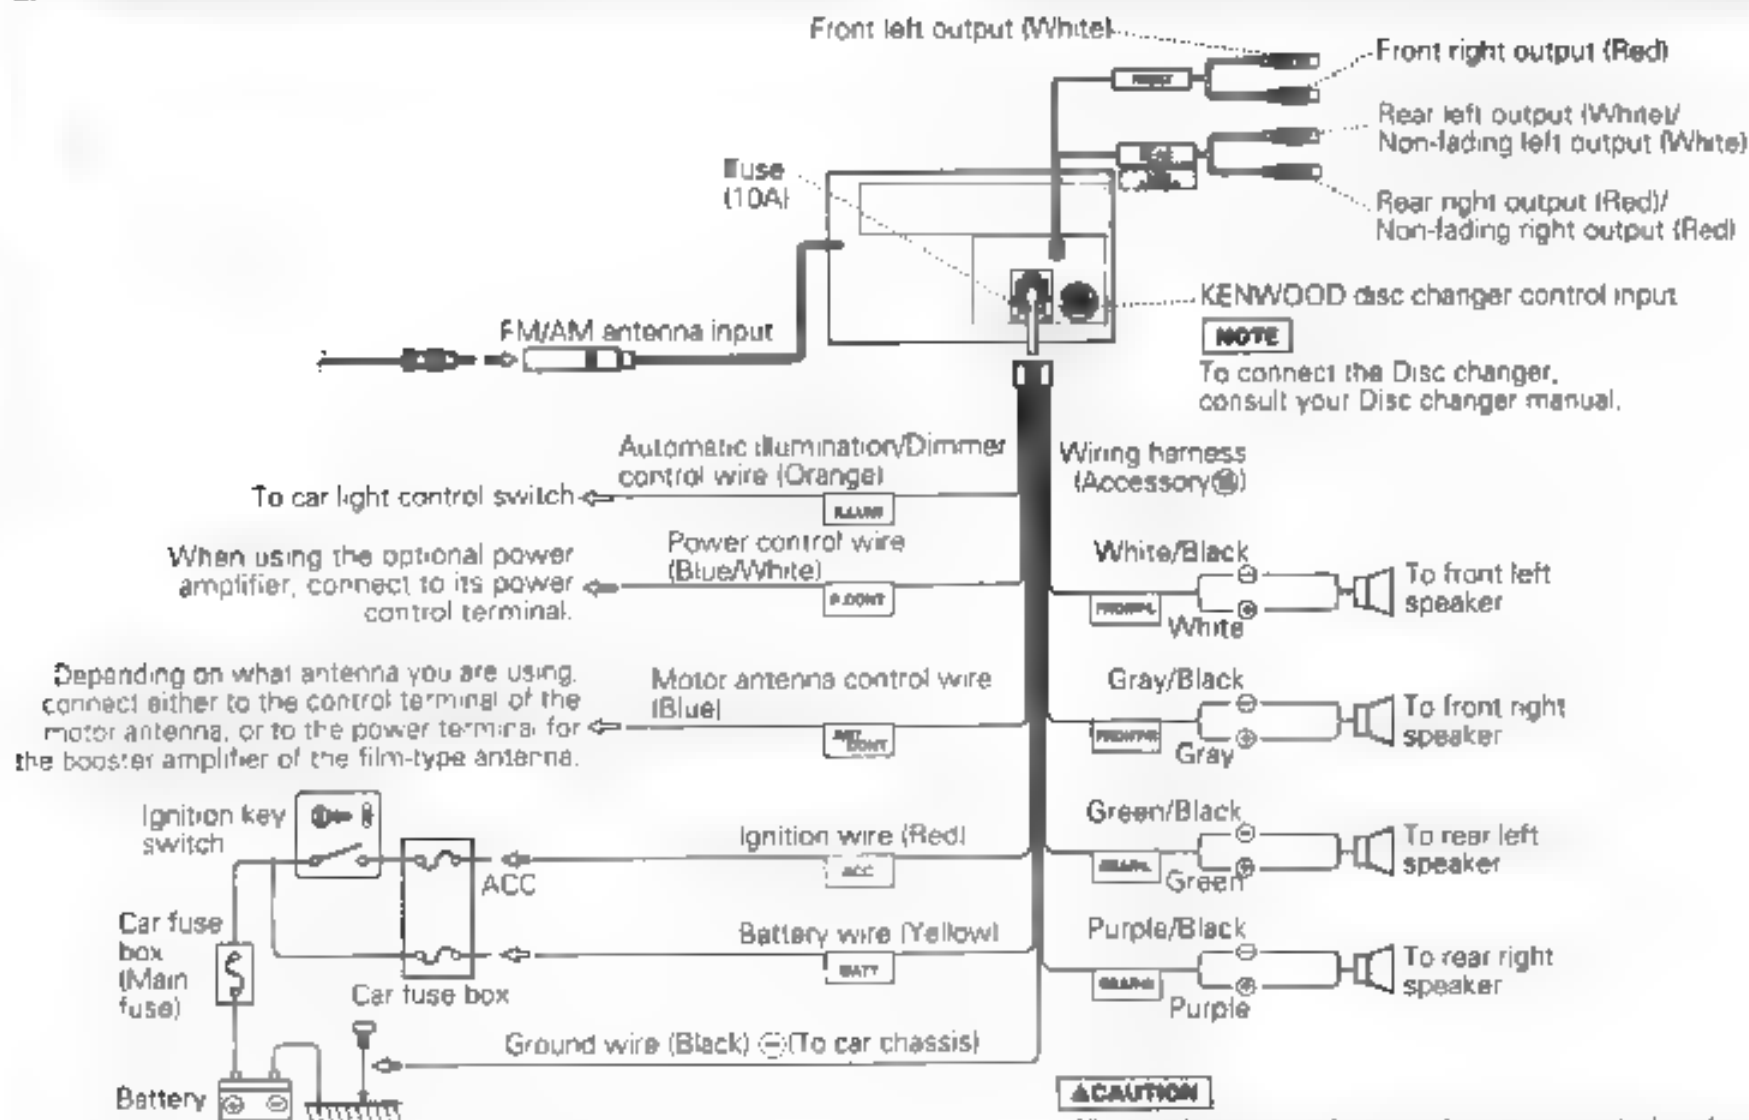 Front left output (White)
Front right output (Red)
Rear left output (White)/
Non-fading left output (White)
Fuse
(10A)
Rear right output (Red)/
Non-fading right output (Red)
KENWOOD disc changer control input
FM/AM antenna input
NOTE
To connect the Disc changer,
consult your Disc changer manual.
Automatic illumination/Dimmer
control wire (Orange)
Wiring harness
(Accessory
To car light control switch
When using the optional power
amplifier, connect to its power
control terminal.
Power control wire
(Blue/White)
P.CONT
White/Black
⊖
⊕
White
To front left
speaker
Depending on what antenna you are using,
connect either to the control terminal of the
motor antenna, or to the power terminal for
the booster amplifier of the film-type antenna.
Motor antenna control wire
(Blue)
ANT
CONT
Gray/Black
⊖
⊕
Gray
To front right
speaker
Ignition key
switch
Ignition wire (Red)
ACC
ACC
Green/Black
⊖
⊕
Green
To rear left
speaker
Car fuse
box
(Main
fuse)
Battery wire (Yellow)
BATT
Car fuse box
Purple/Black
⊖
⊕
Purple
To rear right
speaker
Ground wire (Black) ⊖ (To car chassis)
Battery
⊕ ⊖
▲CAUTION